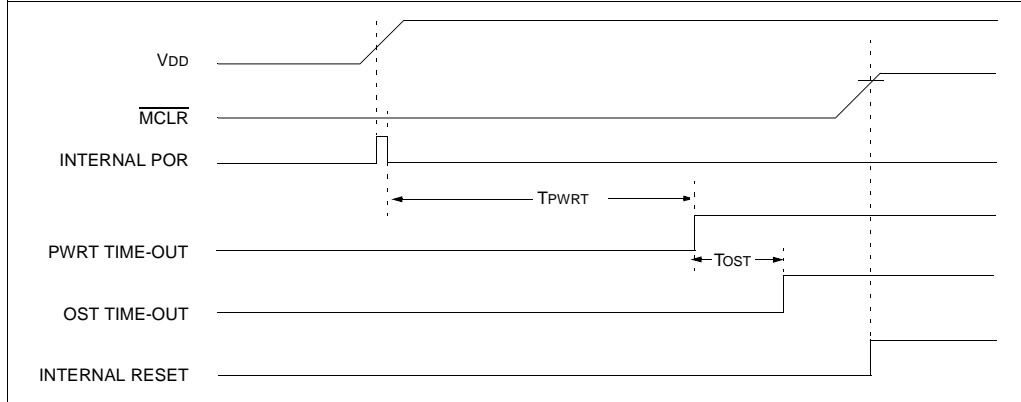 VDD
MCLR
INTERNAL POR
TPWRT
PWRT TIME-OUT
TOST
OST TIME-OUT
INTERNAL RESET